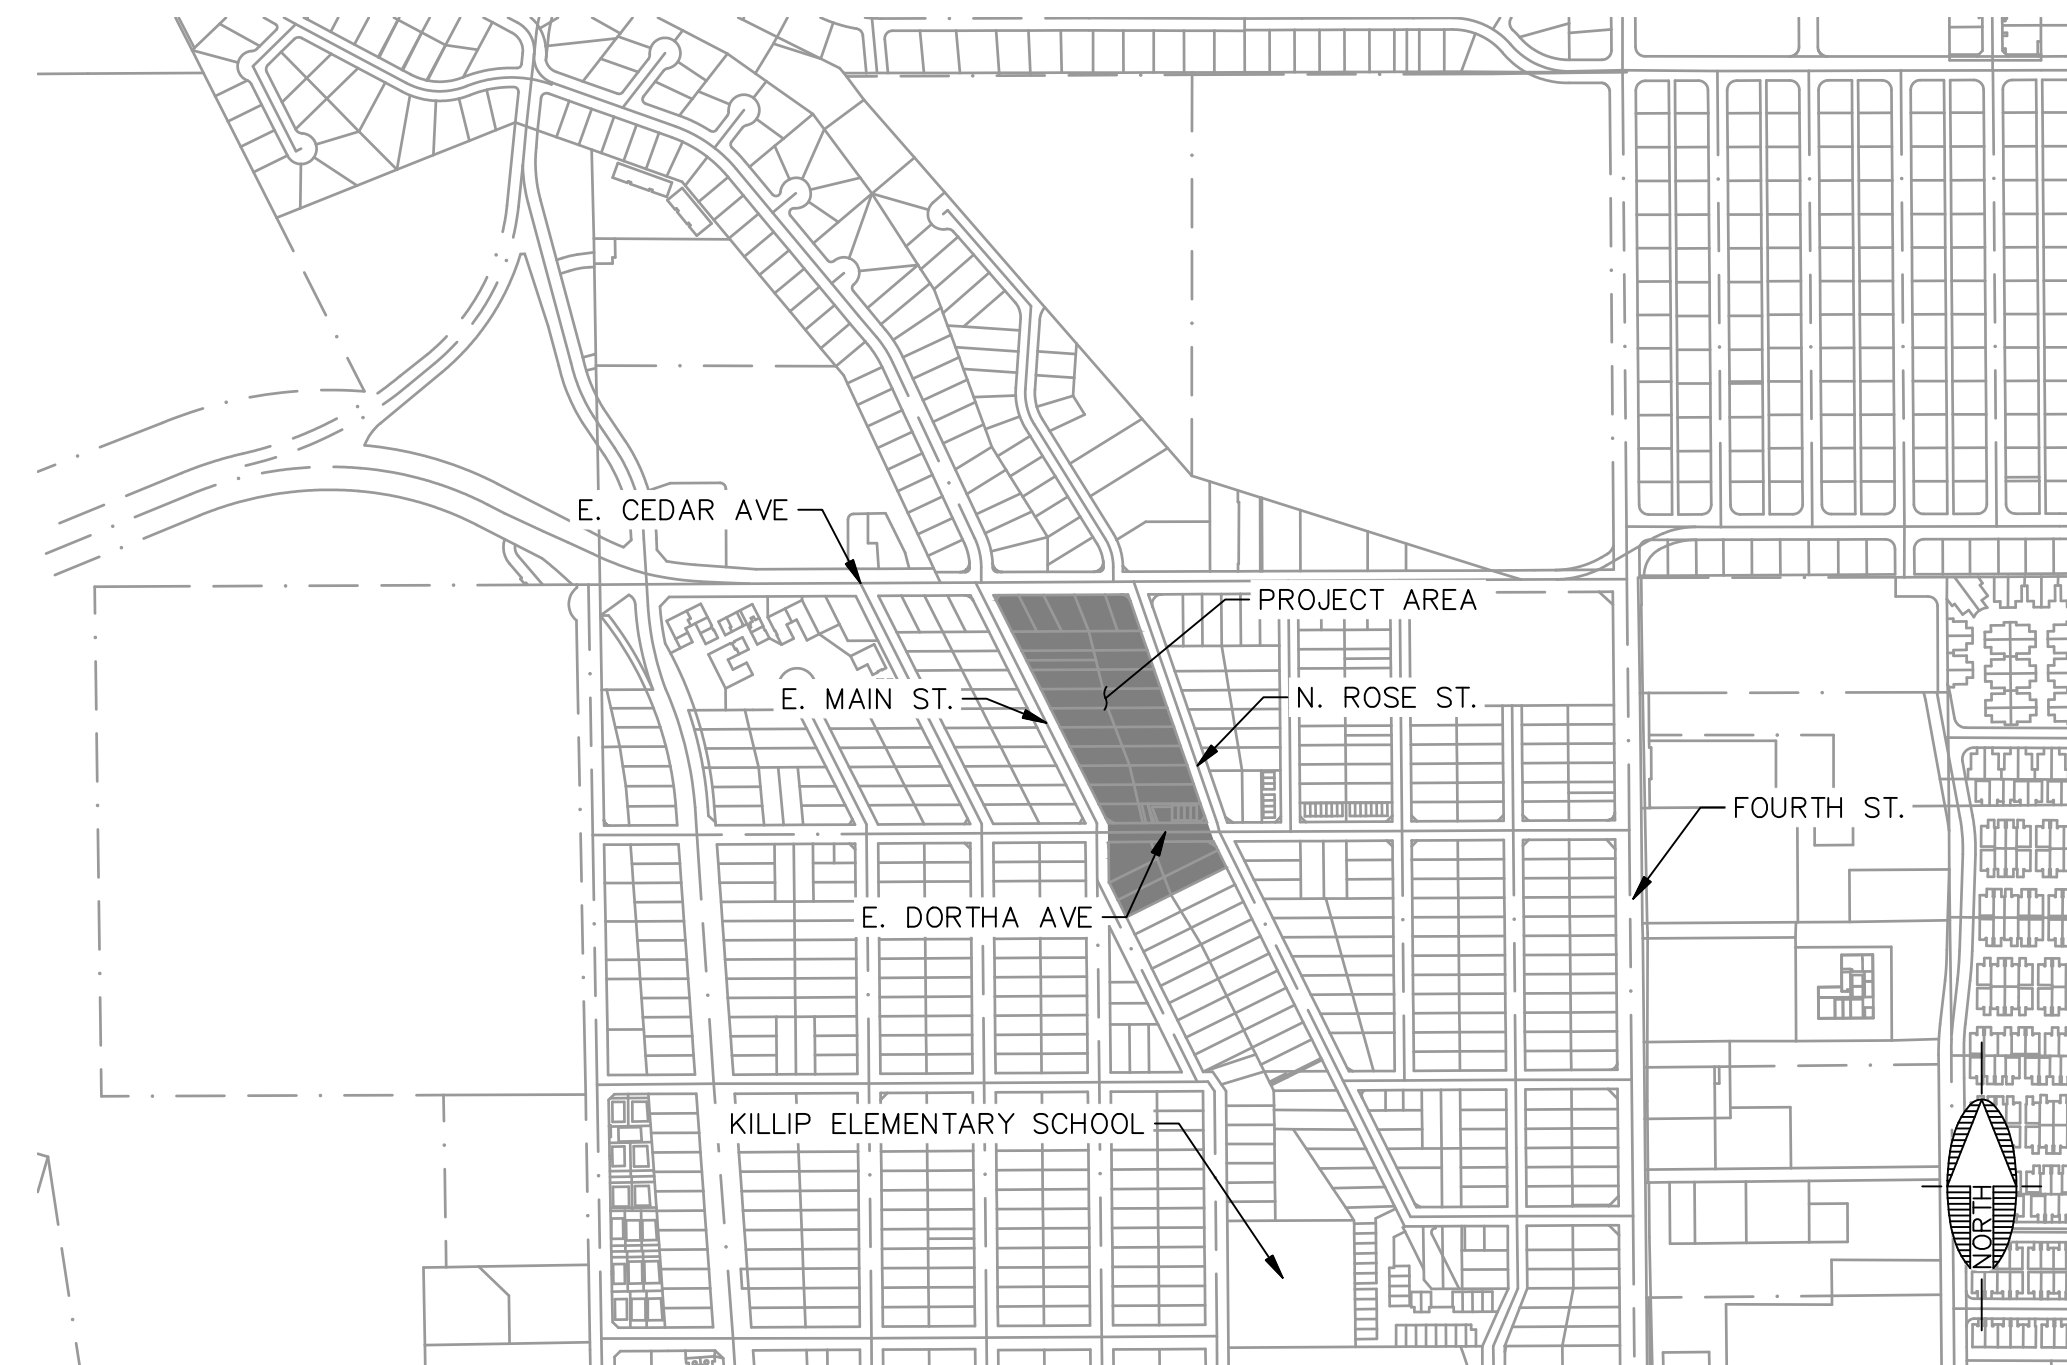 E. CEDAR AVE
PROJECT AREA
E. MAIN ST.
N. ROSE ST.
FOURTH ST.
E. DORTHA AVE
KILLIP ELEMENTARY SCHOOL
NORTH